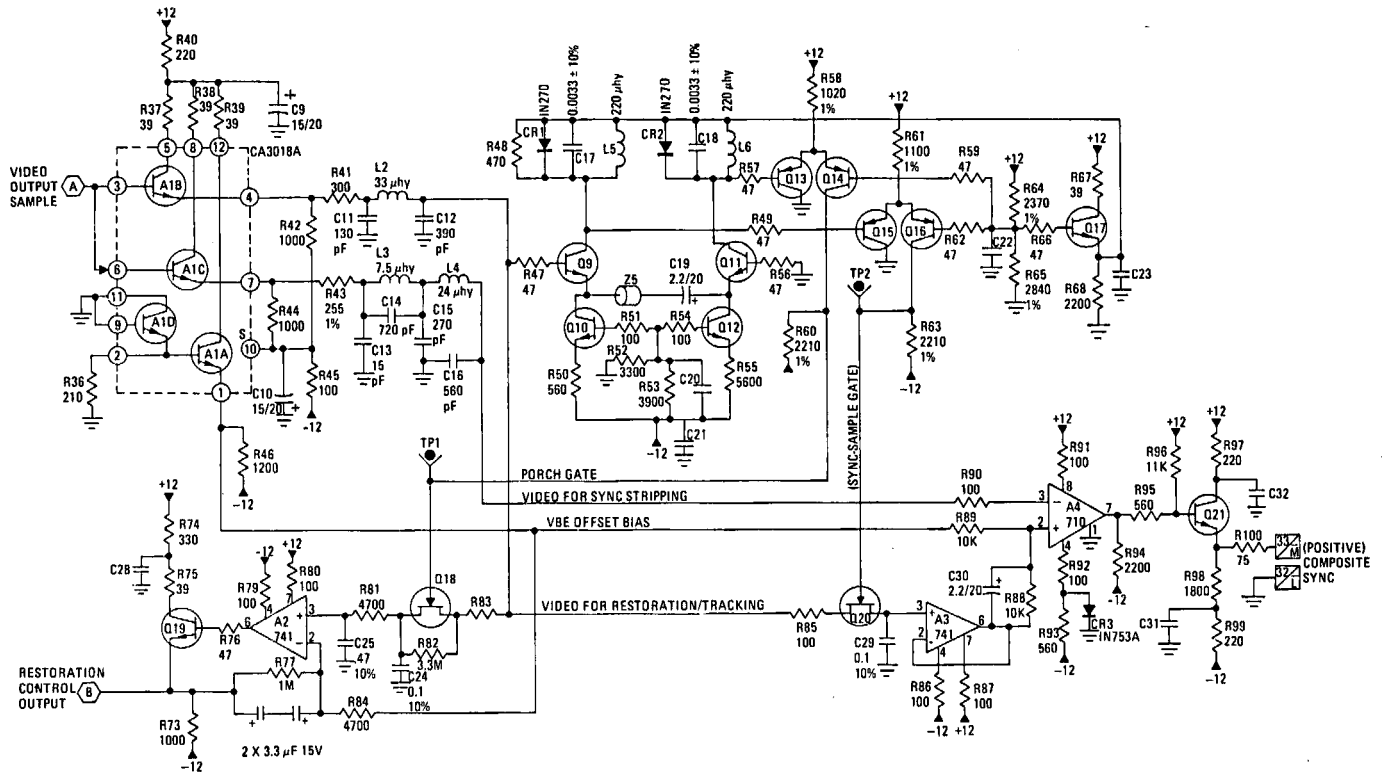 +12
R40
220
R37
39
R38
39
R39
39
+
C9
15/20
5
8
12
CA3018A
VIDEO
OUTPUT
SAMPLE
A
3
A1B
4
6
A1C
7
11
A1D
9
2
A1A
S
10
1
R36
210
R41
300
L2
33 µhy
R42
1000
C11
130
pF
C12
390
pF
L3
7.5 µhy
L4
24 µhy
R43
255
1%
R44
1000
C14
720 pF
C15
270
pF
C13
15
pF
C16
560
pF
R45
100
-12
C10
15/20
+
R46
1200
-12
R48
470
IN270
CR1
0.0033 ± 10%
C17
220 µhy
L5
IN270
CR2
0.0033 ± 10%
C18
220 µhy
L6
R57
47
+12
R58
1020
1%
Q13
Q14
+12
R61
1100
1%
R59
47
+12
R64
2370
1%
+12
R67
39
Q17
R49
47
Q15
Q16
R62
47
C22
R66
47
R65
2840
1%
R68
2200
C23
R47
47
Q9
Q11
R56
47
Z5
C19
2.2/20
+
Q10
R51
100
R54
100
Q12
R50
560
R52
3300
R53
3900
C20
R55
5600
-12
C21
TP2
R60
2210
1%
R63
2210
1%
-12
(SYNC-SAMPLE GATE)
TP1
PORCH GATE
VIDEO FOR SYNC STRIPPING
VBE OFFSET BIAS
VIDEO FOR RESTORATION/TRACKING
R90
100
R89
10K
+12
R91
100
8
3
-
A4
710
2
+
7
1
4
R92
100
R93
560
-12
CR3
IN753A
R94
2200
-12
+12
R96
11K
R95
560
+12
R97
220
C32
Q21
R100
75
33
M
(POSITIVE)
COMPOSITE
SYNC
32
L
R98
1800
C31
R99
220
-12
+12
R74
330
C28
R75
39
Q19
R76
47
-12
R79
100
+12
R80
100
4
7
A2
741
6
3
+
2
-
R81
4700
C25
.47
10%
Q18
R82
3.3M
C24
0.1
10%
R83
R77
1M
R84
4700
+
+
2 X 3.3 µF 15V
RESTORATION
CONTROL
OUTPUT
B
R73
1000
-12
R85
100
Q20
C29
0.1
10%
3
+
A3
741
2
-
6
4
7
C30
2.2/20
+
R88
10K
R86
100
-12
R87
100
+12